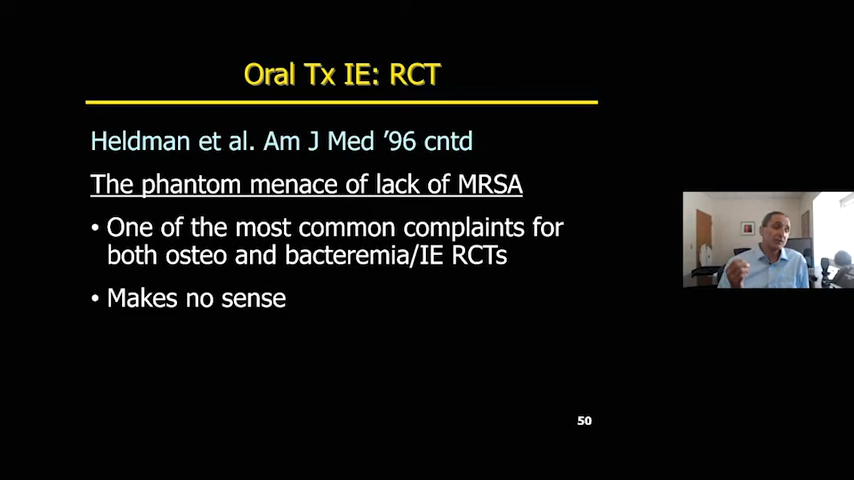 Oral Tx IE: RCT
Heldman et al. Am J Med ’96 cntd
The phantom menace of lack of MRSA
• One of the most common complaints for
both osteo and bacteremia/IE RCTs
• Makes no sense
50